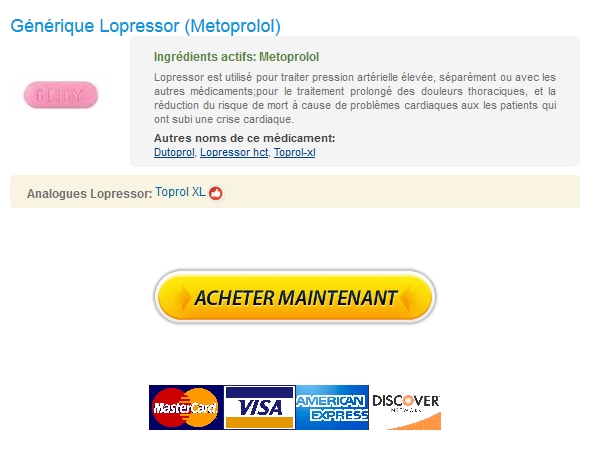 Générique Lopressor (Metoprolol)
GEIGY
Ingrédients actifs: Metoprolol
Lopressor est utilisé pour traiter pression artérielle élevée, séparément ou avec les
autres médicaments;pour le traitement prolongé des douleurs thoraciques, et la
réduction du risque de mort à cause de problèmes cardiaques aux les patients qui
ont subi une crise cardiaque.
Autres noms de ce médicament:
Dutoprol, Lopressor hct, Toprol-xl
Analogues Lopressor: Toprol XL
ACHETER MAINTENANT
MasterCard
VISA
AMERICAN
EXPRESS
DISCOVER
NETWORK